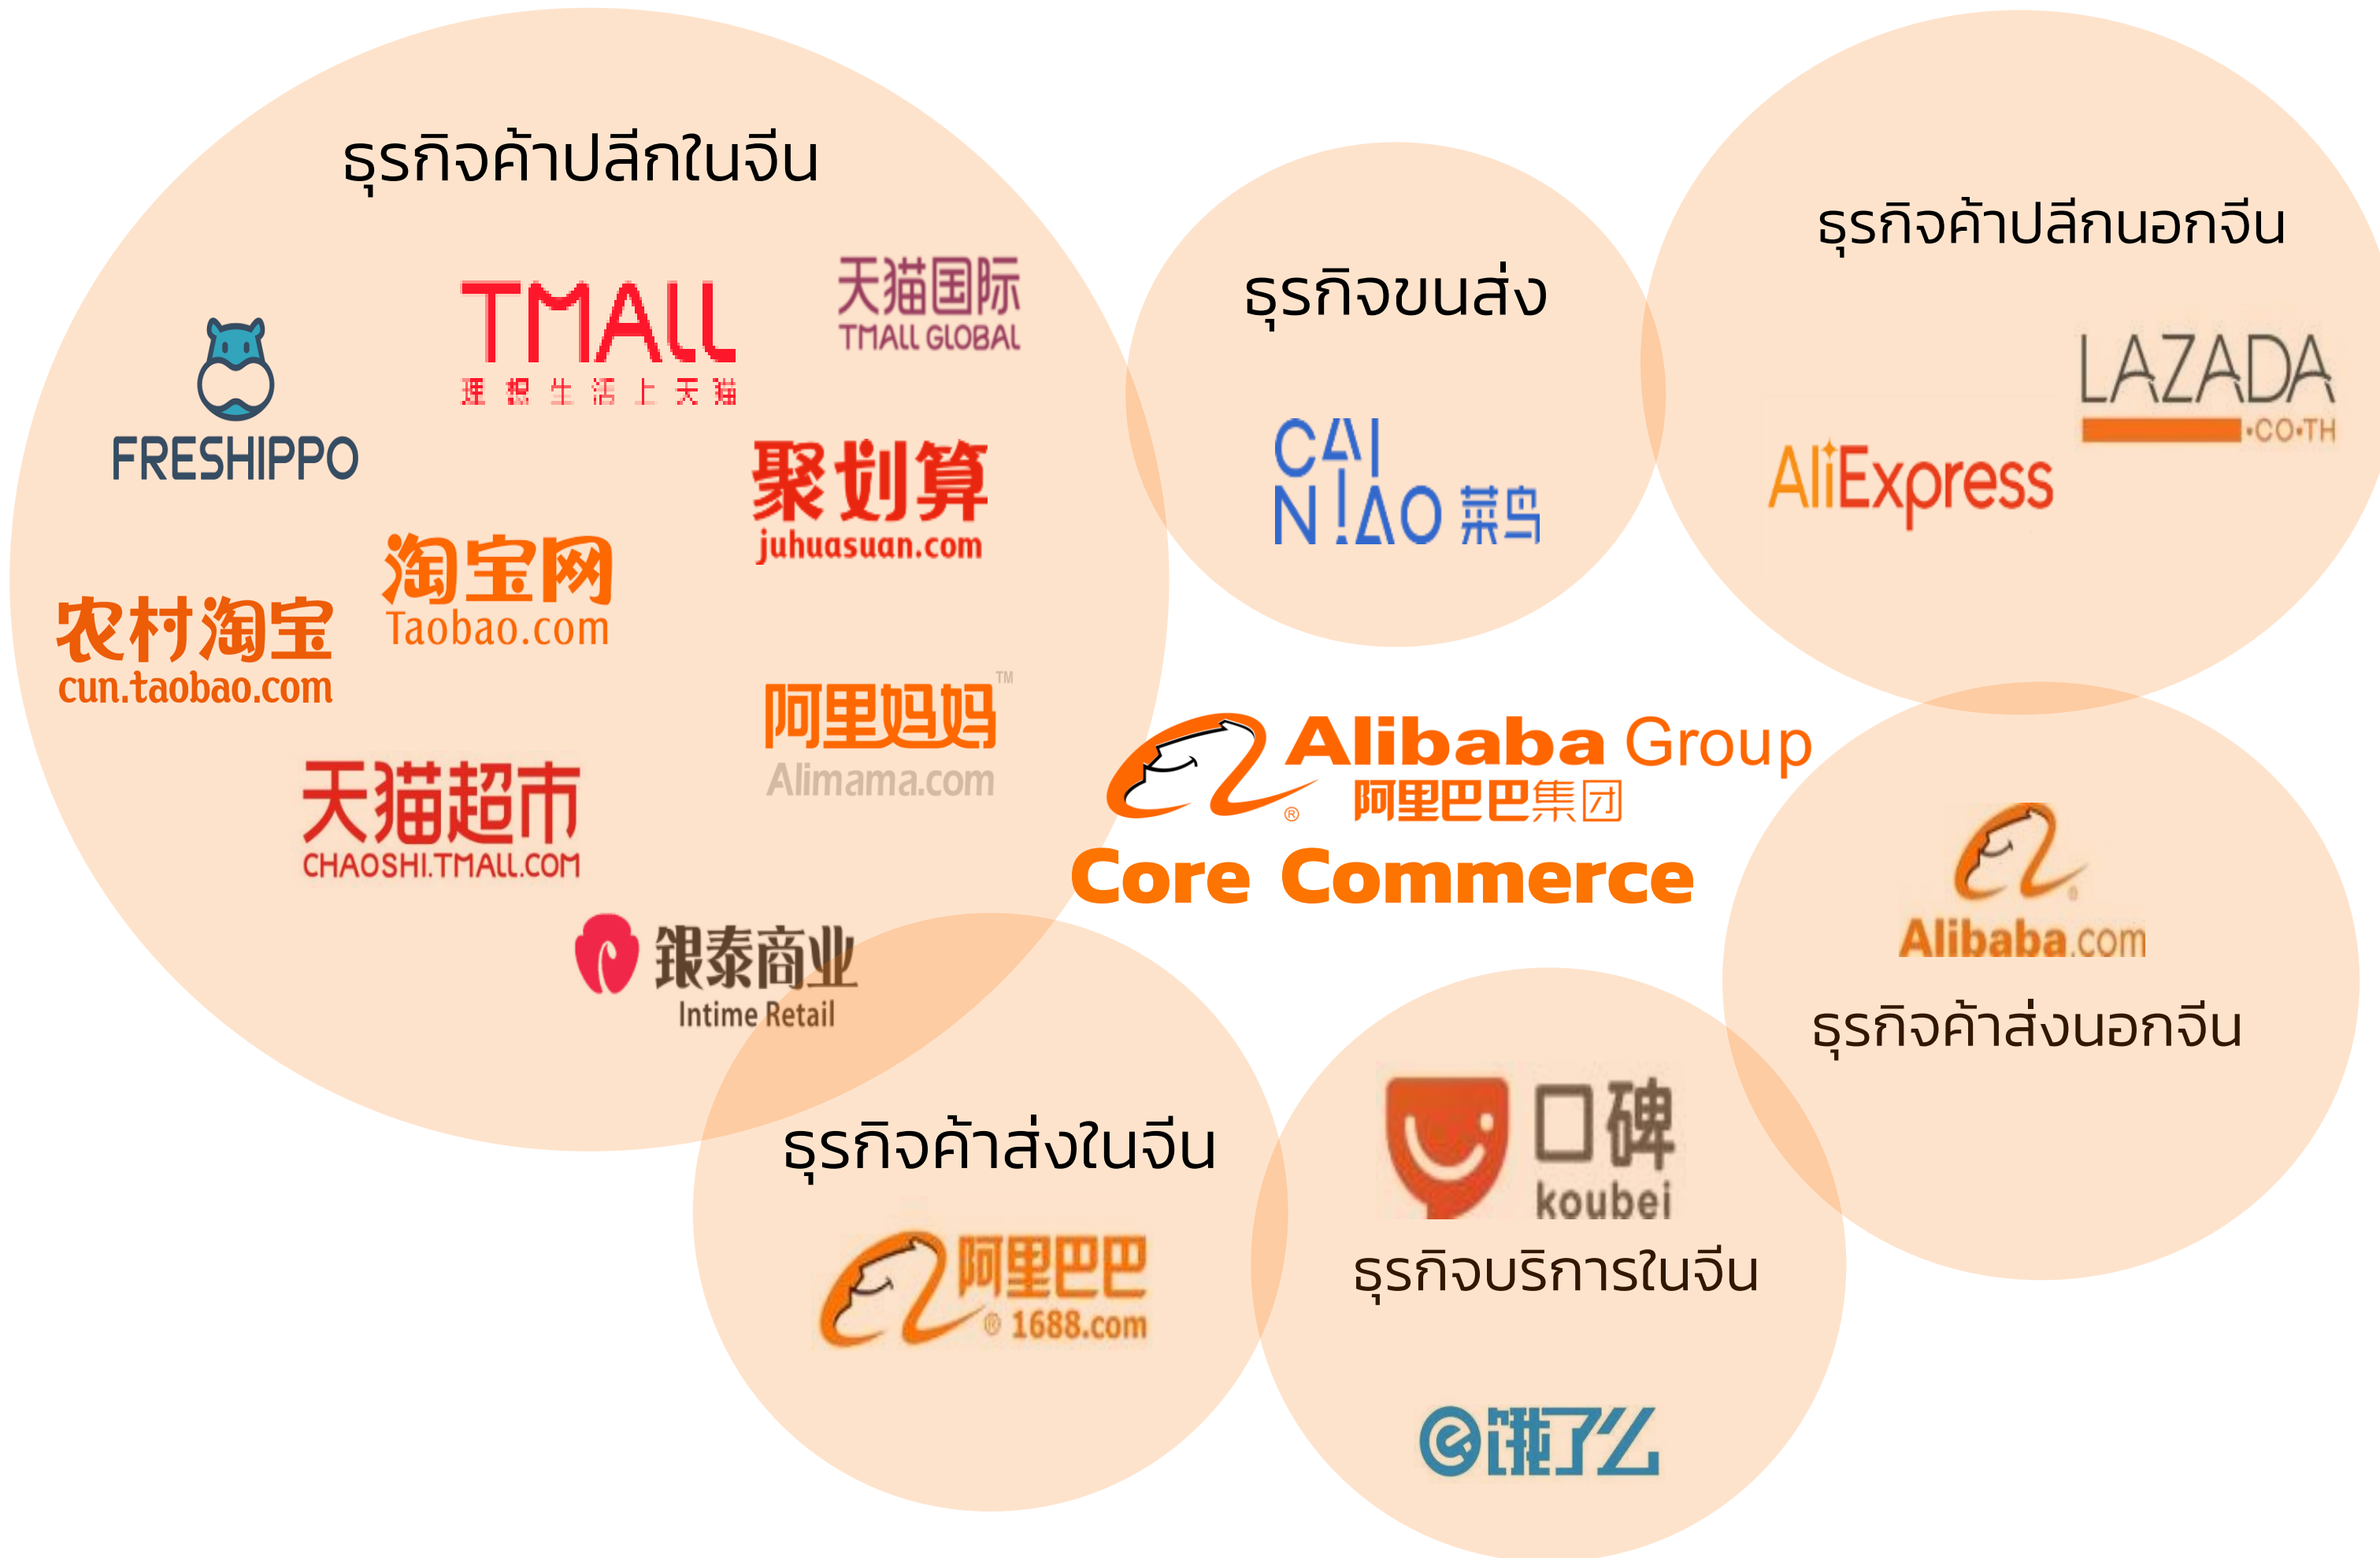 ธุรกิจค้าปลีกในจีน
FRESHIPPO
TMALL
理想生活上天猫
天猫国际
TMALL GLOBAL
聚划算
juhuasuan.com
淘宝网
Taobao.com
农村淘宝
cun.taobao.com
阿里妈妈™
Alimama.com
天猫超市
CHAOSHI.TMALL.COM
银泰商业
Intime Retail
ธุรกิจขนส่ง
CAI
NIAO 菜鸟
ธุรกิจค้าปลีกนอกจีน
LAZADA
•CO•TH
AliExpress
Alibaba Group
® 阿里巴巴集团
Core Commerce
®
Alibaba.com
ธุรกิจค้าส่งนอกจีน
ธุรกิจค้าส่งในจีน
阿里巴巴
® 1688.com
口碑
koubei
ธุรกิจบริการในจีน
e饿了么